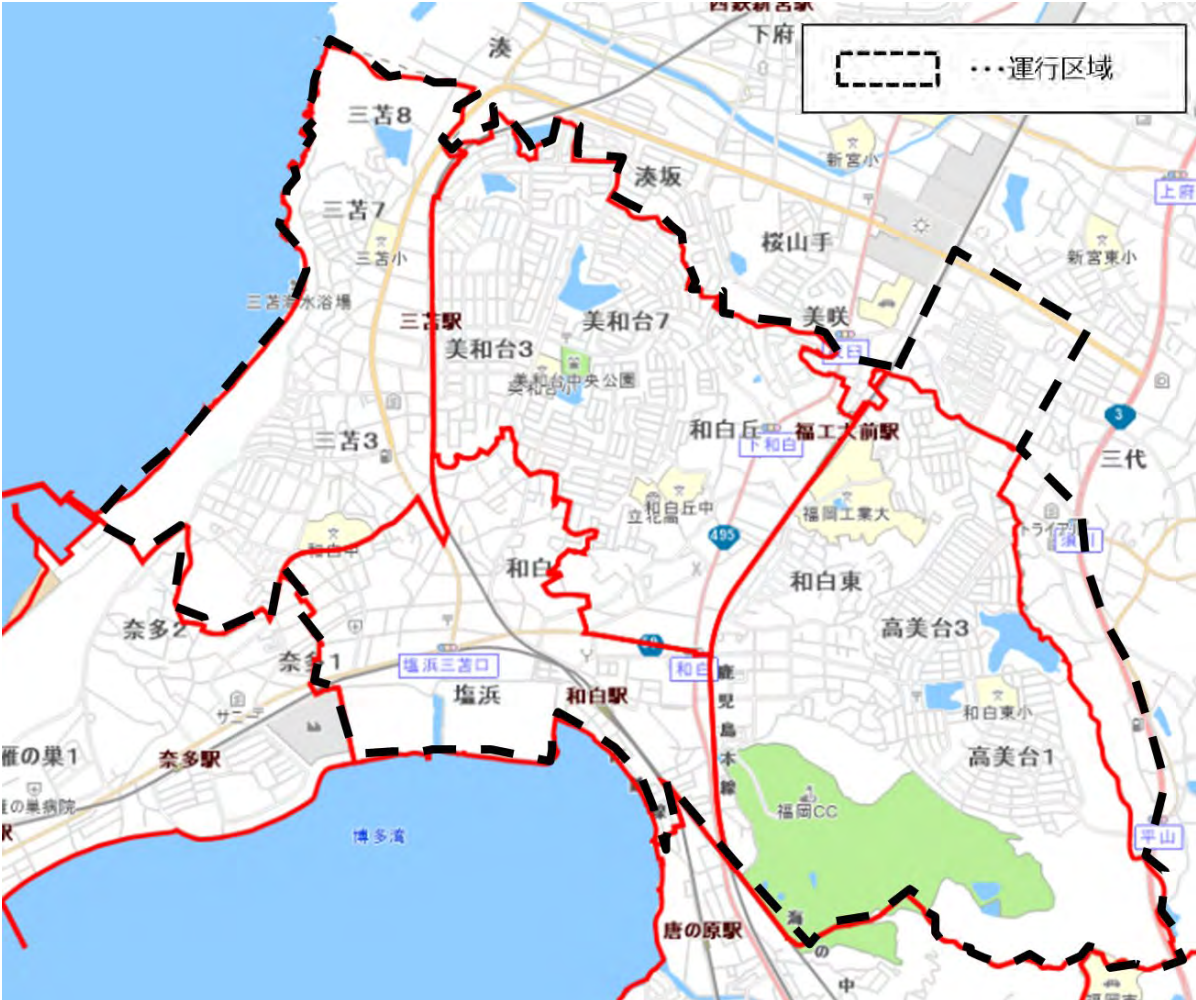 西鉄新宮駅
下府
湊
・・・運行区域
三苫8
新宮小
湊坂
上府
三苫7
桜山手
三苫小
新宮東小
三苫海水浴場
三苫駅
美和台7
美咲
美和台3
美和台中央公園
3
和白丘
福工大前駅
下和白
三苫3
三代
和白丘中
立花高
福岡工業大
トライアル
495
和白中
和白
和白東
奈多2
高美台3
奈多1
塩浜三苫口
和白
鹿児島本線
塩浜
和白駅
和白東小
サニー
雁の巣1
奈多駅
高美台1
雁の巣病院
福岡CC
駅
博多湾
平山
唐の原駅
海の中